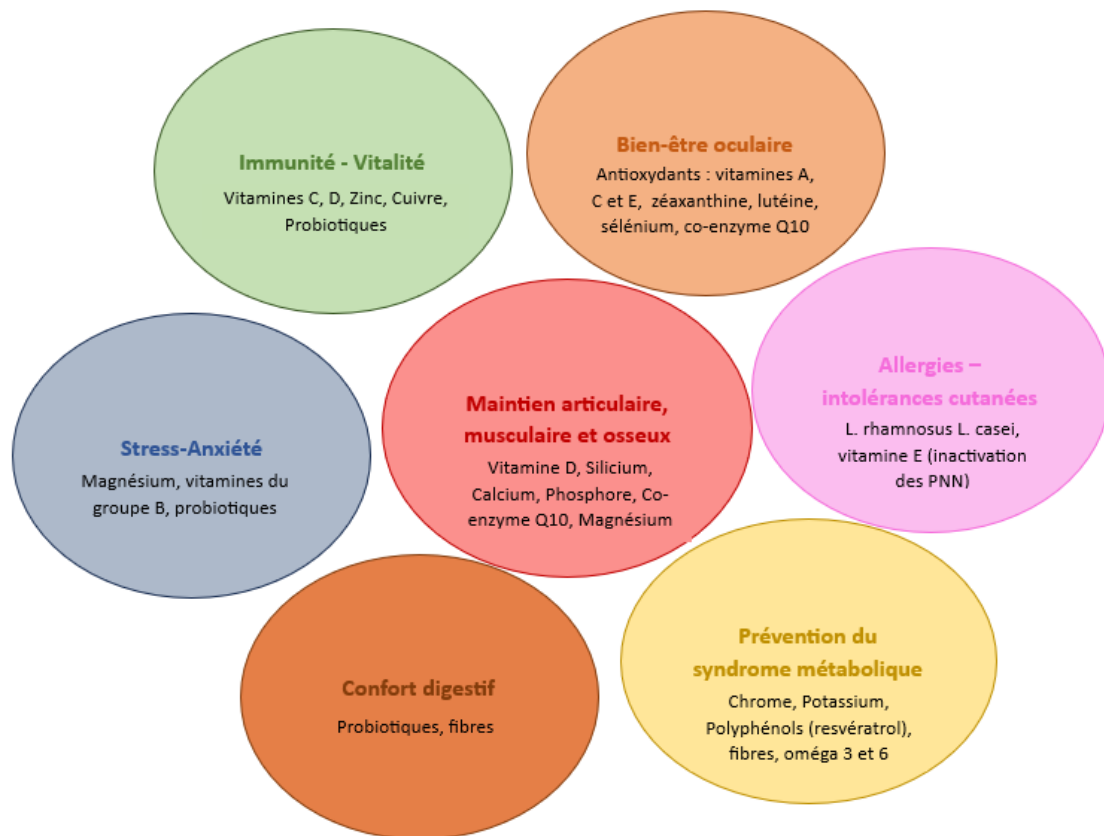 Immunité - Vitalité
Vitamines C, D, Zinc, Cuivre,
Probiotiques
Bien-être oculaire
Antioxydants : vitamines A,
C et E, zéaxanthine, lutéine,
sélénium, co-enzyme Q10
Stress-Anxiété
Magnésium, vitamines du
groupe B, probiotiques
Maintien articulaire,
musculaire et osseux
Vitamine D, Silicium,
Calcium, Phosphore, Co-
enzyme Q10, Magnésium
Allergies –
intolérances cutanées
L. rhamnosus L. casei,
vitamine E (inactivation
des PNN)
Confort digestif
Probiotiques, fibres
Prévention du
syndrome métabolique
Chrome, Potassium,
Polyphénols (resvératrol),
fibres, oméga 3 et 6